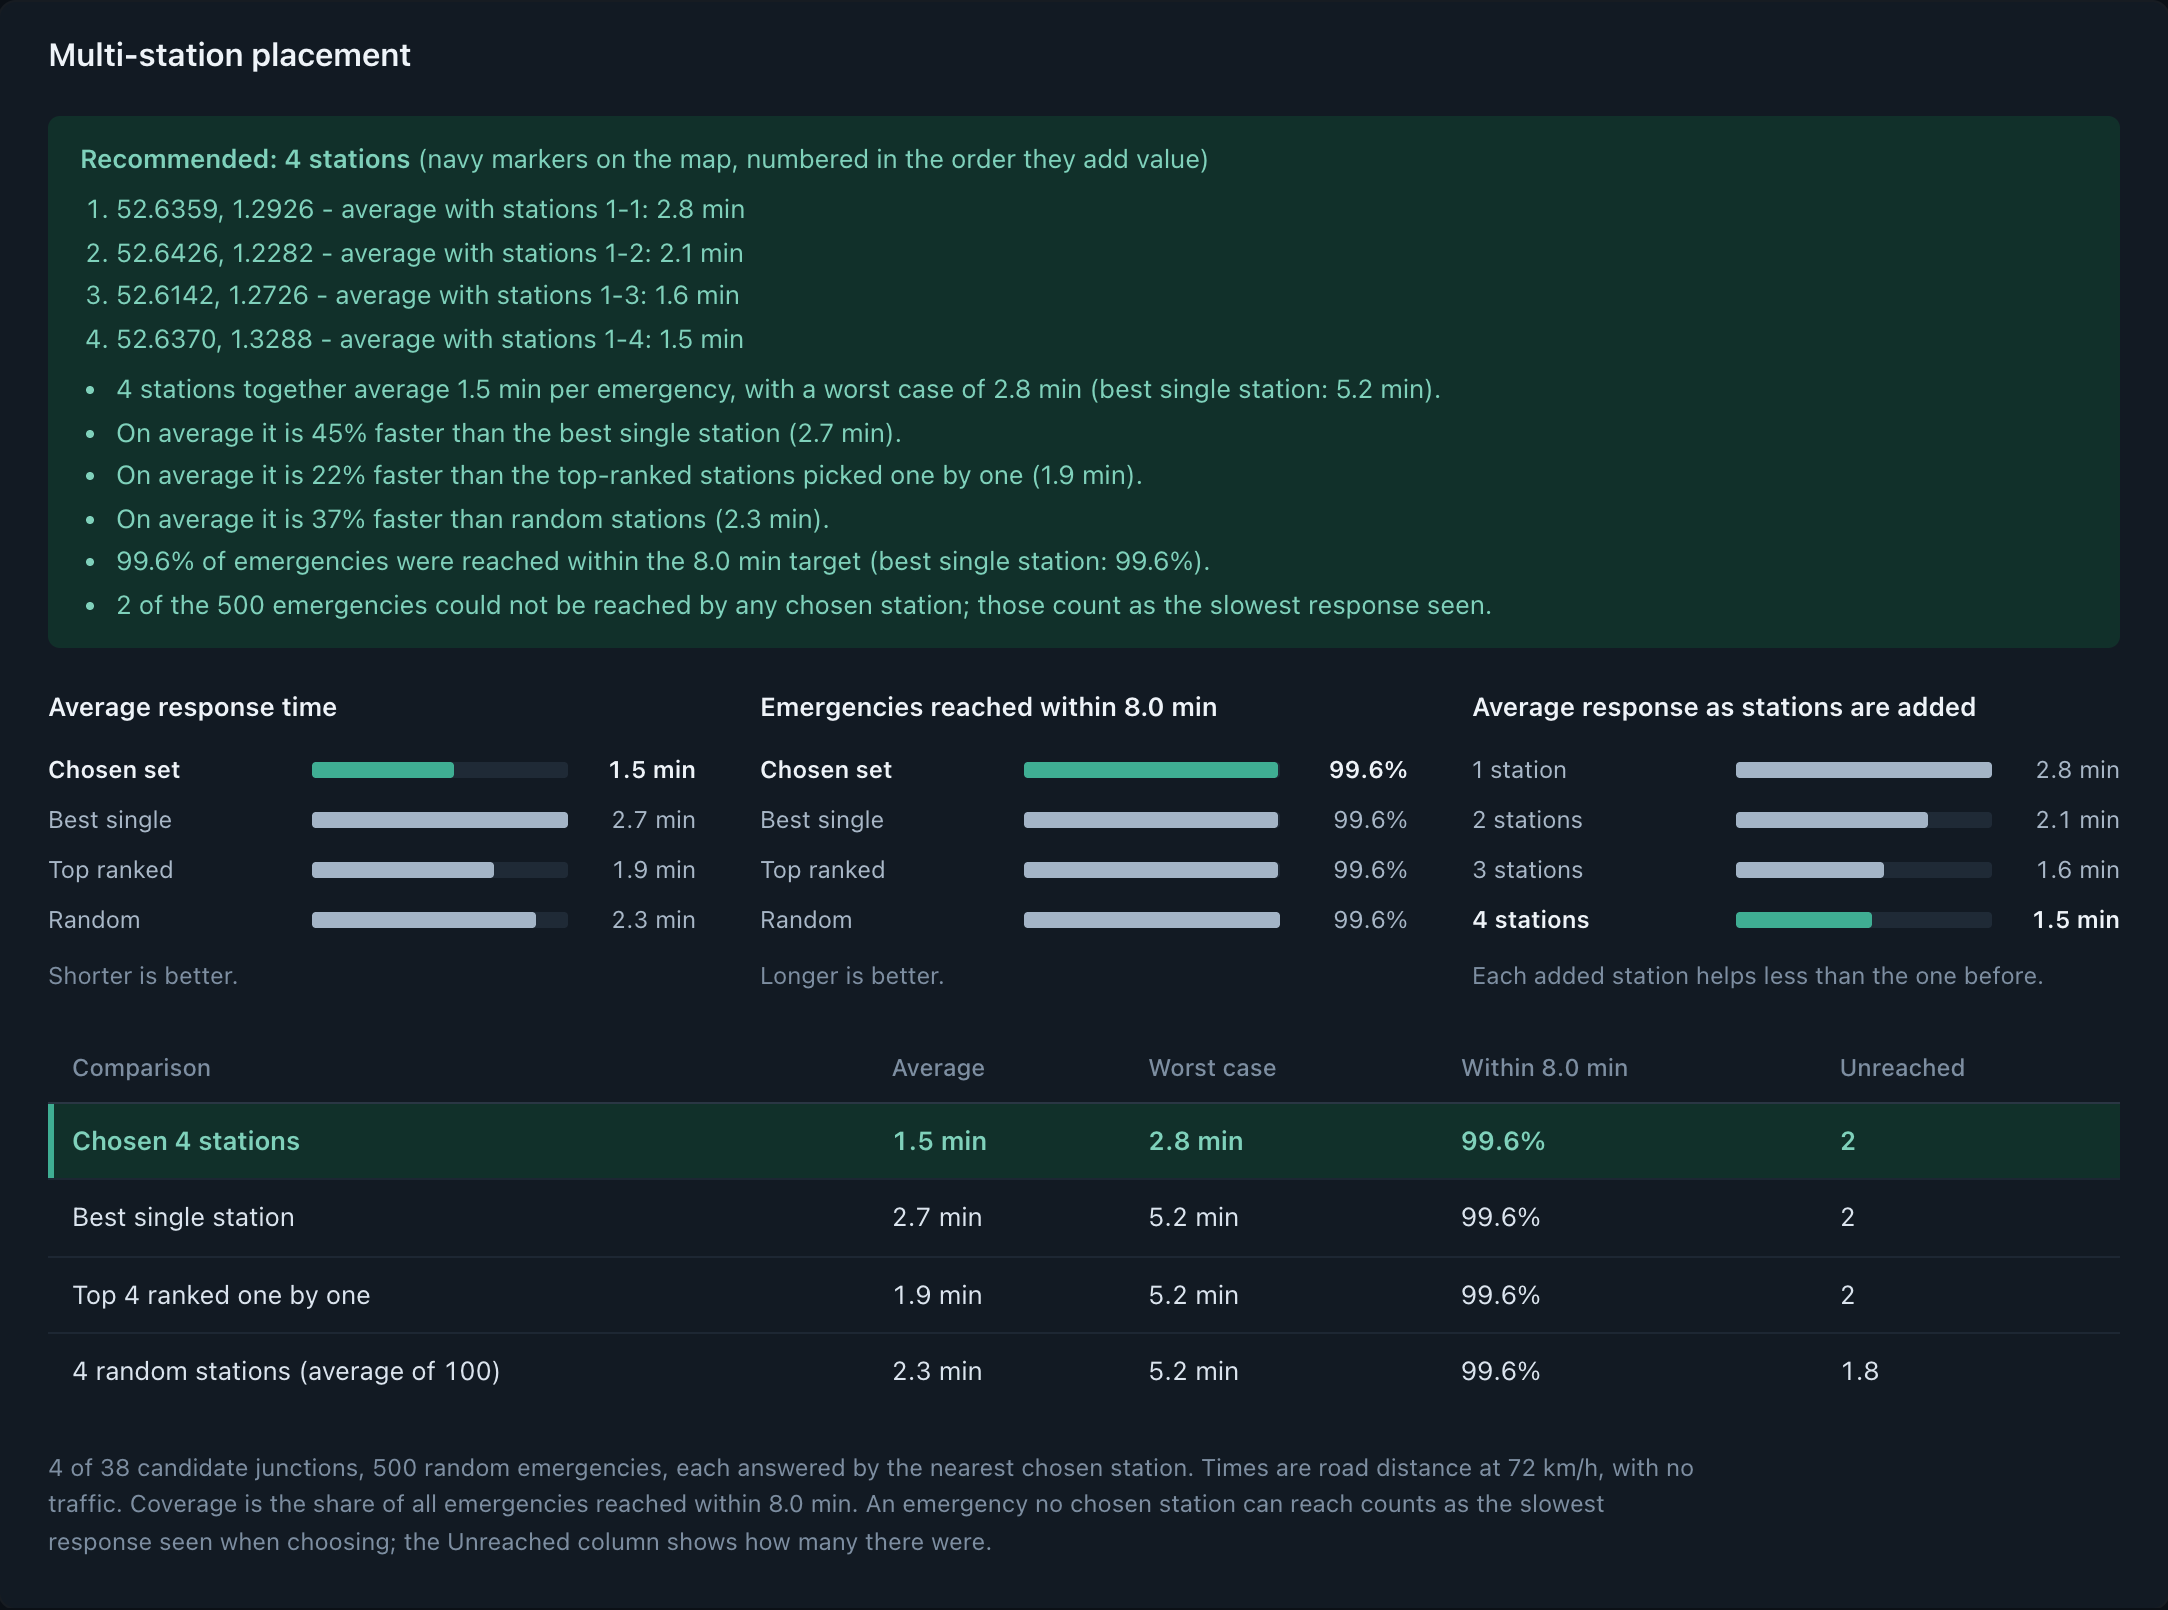 Multi-station placement
Recommended: 4 stations (navy markers on the map, numbered in the order they add value)
1. 52.6359, 1.2926 - average with stations 1-1: 2.8 min
2. 52.6426, 1.2282 - average with stations 1-2: 2.1 min
3. 52.6142, 1.2726 - average with stations 1-3: 1.6 min
4. 52.6370, 1.3288 - average with stations 1-4: 1.5 min
• 4 stations together average 1.5 min per emergency, with a worst case of 2.8 min (best single station: 5.2 min).
• On average it is 45% faster than the best single station (2.7 min).
• On average it is 22% faster than the top-ranked stations picked one by one (1.9 min).
• On average it is 37% faster than random stations (2.3 min).
• 99.6% of emergencies were reached within the 8.0 min target (best single station: 99.6%).
• 2 of the 500 emergencies could not be reached by any chosen station; those count as the slowest response seen.
Average response time
Chosen set 1.5 min
Best single 2.7 min
Top ranked 1.9 min
Random 2.3 min
Shorter is better.
Emergencies reached within 8.0 min
Chosen set 99.6%
Best single 99.6%
Top ranked 99.6%
Random 99.6%
Longer is better.
Average response as stations are added
1 station 2.8 min
2 stations 2.1 min
3 stations 1.6 min
4 stations 1.5 min
Each added station helps less than the one before.
Comparison Average Worst case Within 8.0 min Unreached
Chosen 4 stations 1.5 min 2.8 min 99.6% 2
Best single station 2.7 min 5.2 min 99.6% 2
Top 4 ranked one by one 1.9 min 5.2 min 99.6% 2
4 random stations (average of 100) 2.3 min 5.2 min 99.6% 1.8
4 of 38 candidate junctions, 500 random emergencies, each answered by the nearest chosen station. Times are road distance at 72 km/h, with no
traffic. Coverage is the share of all emergencies reached within 8.0 min. An emergency no chosen station can reach counts as the slowest
response seen when choosing; the Unreached column shows how many there were.